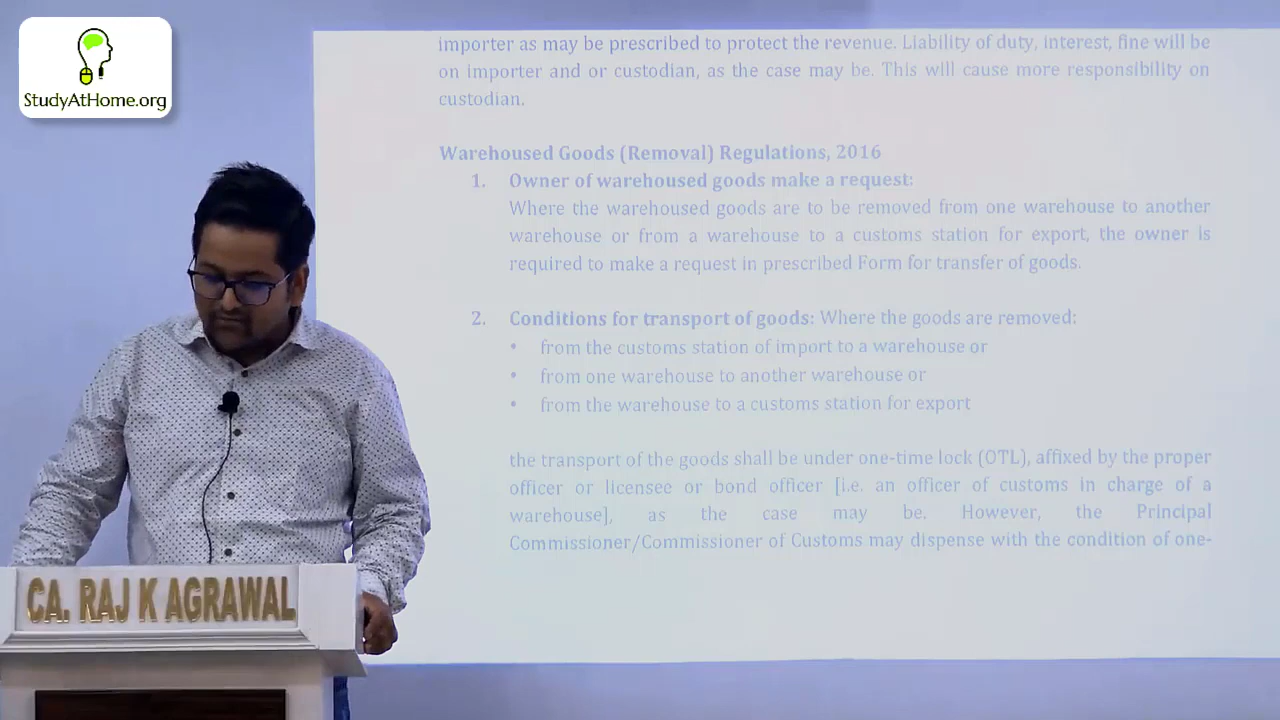 StudyAtHome.org
importer as may be prescribed to protect the revenue. Liability of duty, interest, fine will be
on importer and or custodian, as the case may be. This will cause more responsibility on
custodian.
Warehoused Goods (Removal) Regulations, 2016
1. Owner of warehoused goods make a request:
Where the warehoused goods are to be removed from one warehouse to another
warehouse or from a warehouse to a customs station for export, the owner is
required to make a request in prescribed Form for transfer of goods.
2. Conditions for transport of goods: Where the goods are removed:
• from the customs station of import to a warehouse or
• from one warehouse to another warehouse or
• from the warehouse to a customs station for export
the transport of the goods shall be under one-time lock (OTL), affixed by the proper
officer or licensee or bond officer [i.e. an officer of customs in charge of a
warehouse], as the case may be. However, the Principal
Commissioner/Commissioner of Customs may dispense with the condition of one-
CA. RAJ K AGRAWAL